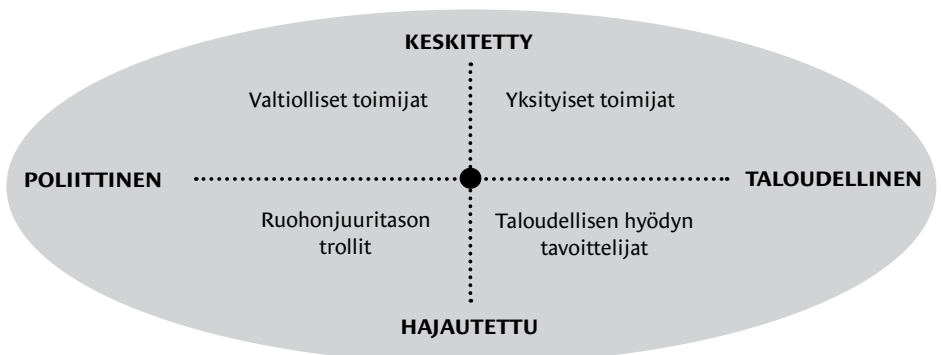 KESKITETTY
Valtiolliset toimijat
Yksityiset toimijat
POLIITTINEN
TALOUDELLINEN
Ruohonjuuritason
trollit
Taloudellisen hyödyn
tavoittelijat
HAJAUTETTU